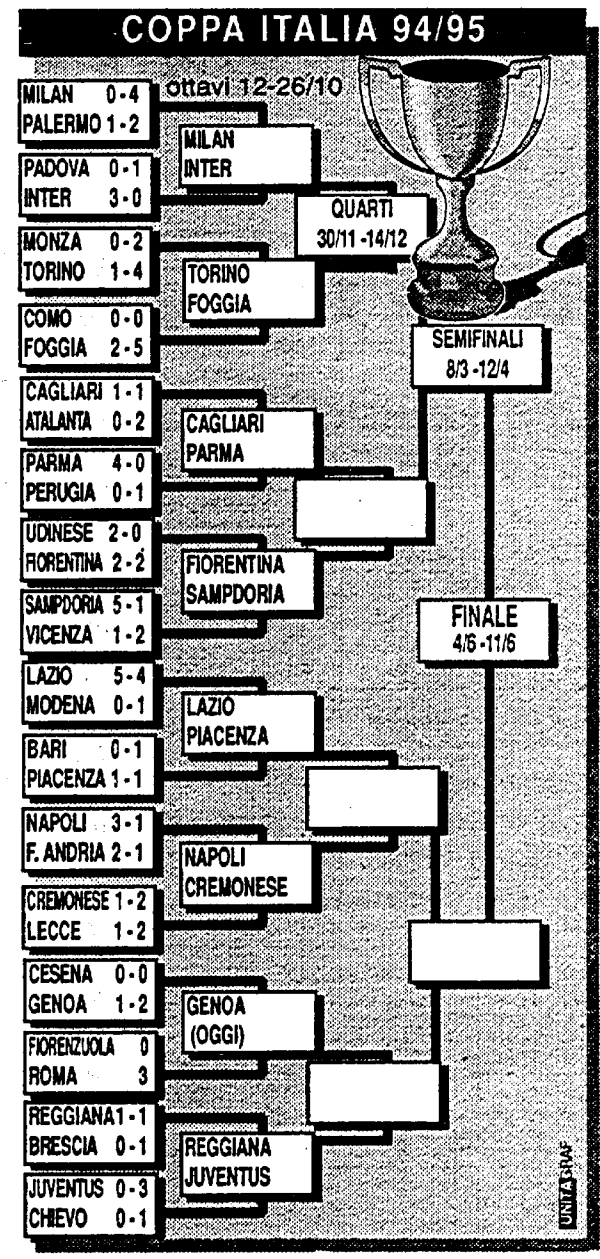 COPPA ITALIA 94/95
ottavi 12-26/10
MILAN 0-4
PALERMO 1-2
PADOVA 0-1
INTER 3-0
MONZA 0-2
TORINO 1-4
COMO 0-0
FOGGIA 2-5
CAGLIARI 1-1
ATALANTA 0-2
PARMA 4-0
PERUGIA 0-1
UDINESE 2-0
FIORENTINA 2-2
SAMPDORIA 5-1
VICENZA 1-2
LAZIO 5-4
MODENA 0-1
BARI 0-1
PIACENZA 1-1
NAPOLI 3-1
F. ANDRIA 2-1
CREMONESE 1-2
LECCE 1-2
CESENA 0-0
GENOA 1-2
FIORENZUOLA 0
ROMA 3
REGGIANA 1-1
BRESCIA 0-1
JUVENTUS 0-3
CHIEVO 0-1
MILAN
INTER
TORINO
FOGGIA
CAGLIARI
PARMA
FIORENTINA
SAMPDORIA
LAZIO
PIACENZA
NAPOLI
CREMONESE
GENOA
(OGGI)
REGGIANA
JUVENTUS
QUARTI
30/11-14/12
SEMIFINALI
8/3-12/4
FINALE
4/6-11/6
UNITAGRAF